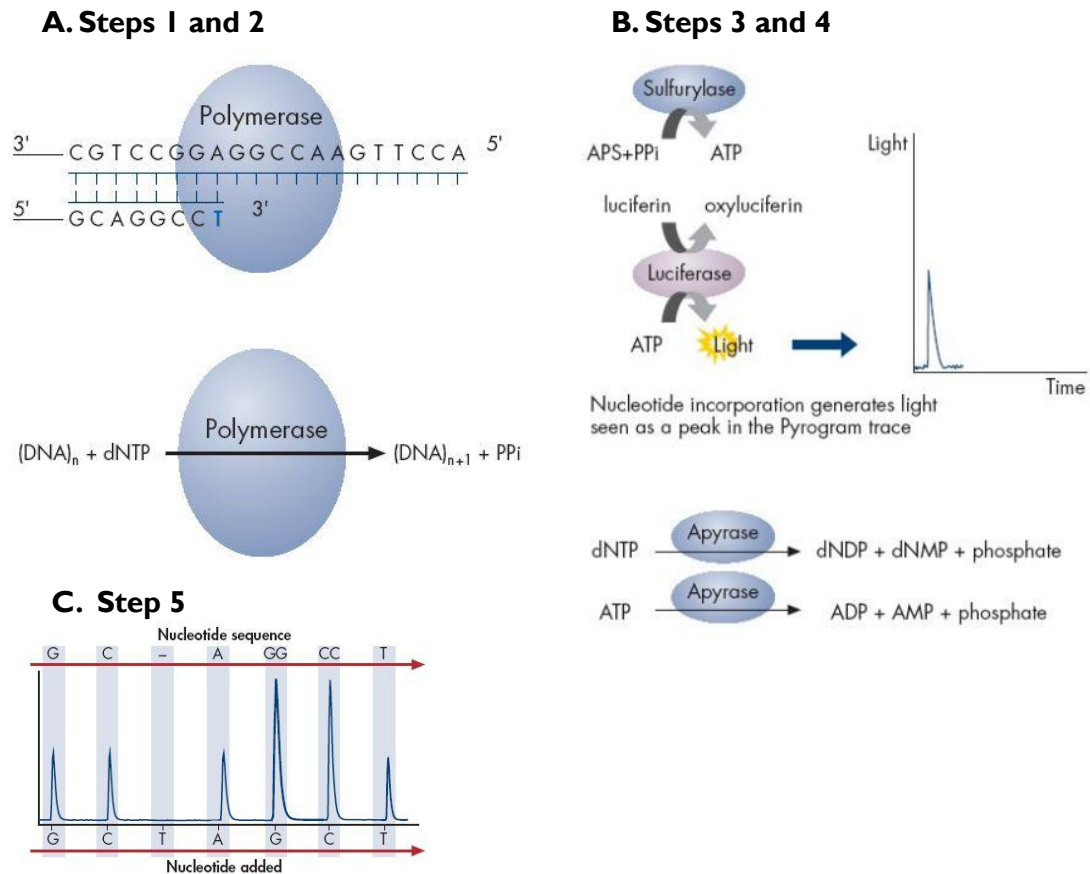 A. Steps 1 and 2
Polymerase
3' C G T C C G G A G G C C A A G T T C C A 5'
5' G C A G G C C T 3'
Polymerase
(DNA)n + dNTP (DNA)n+1 + PPi
B. Steps 3 and 4
Sulfurylase
APS+PPi ATP
luciferin oxyluciferin
Luciferase
ATP Light
Light
Time
Nucleotide incorporation generates light
seen as a peak in the Pyrogram trace
Apyrase
dNTP dNDP + dNMP + phosphate
Apyrase
ATP ADP + AMP + phosphate
C. Step 5
Nucleotide sequence
G C – A GG CC T
G C T A G C T
Nucleotide added